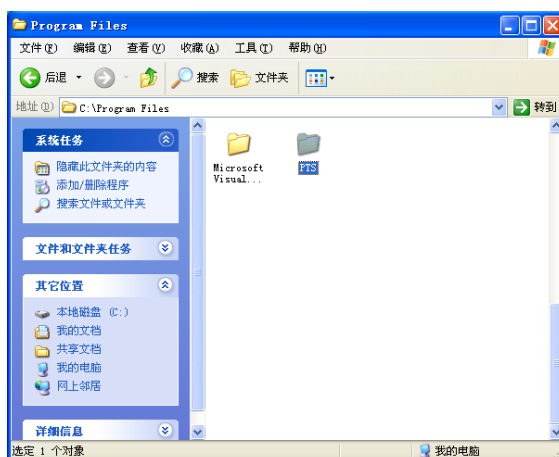 Program Files
文件(F) 编辑(E) 查看(V) 收藏(A) 工具(T) 帮助(H)
后退 搜索 文件夹
地址(D) C:\Program Files 转到
系统任务
隐藏此文件夹的内容
添加/删除程序
搜索文件或文件夹
文件和文件夹任务
其它位置
本地磁盘 (C:)
我的文档
共享文档
我的电脑
网上邻居
详细信息
Microsoft
Visual...
PTS
选定 1 个对象 我的电脑